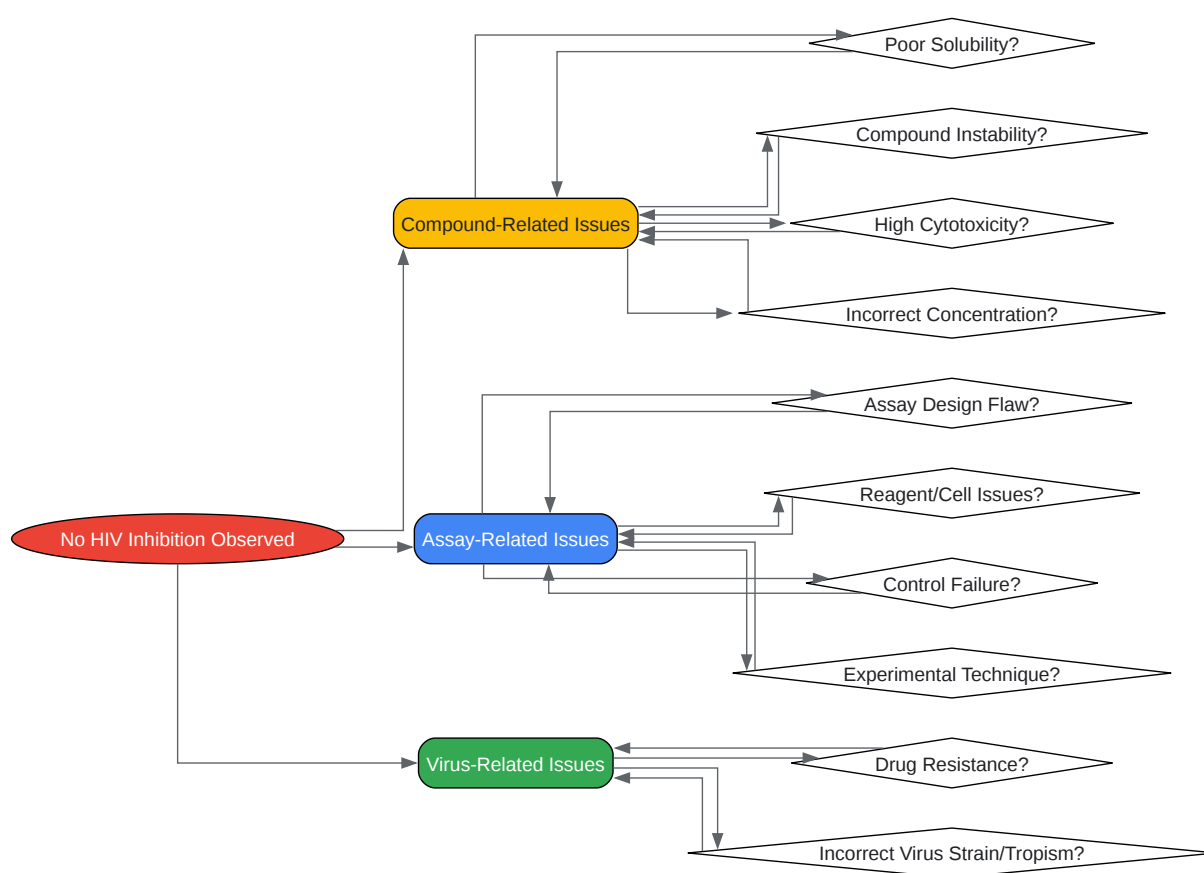 Poor Solubility?
Compound Instability?
Compound-Related Issues
High Cytotoxicity?
Incorrect Concentration?
Assay Design Flaw?
Reagent/Cell Issues?
No HIV Inhibition Observed
Assay-Related Issues
Control Failure?
Experimental Technique?
Virus-Related Issues
Drug Resistance?
Incorrect Virus Strain/Tropism?